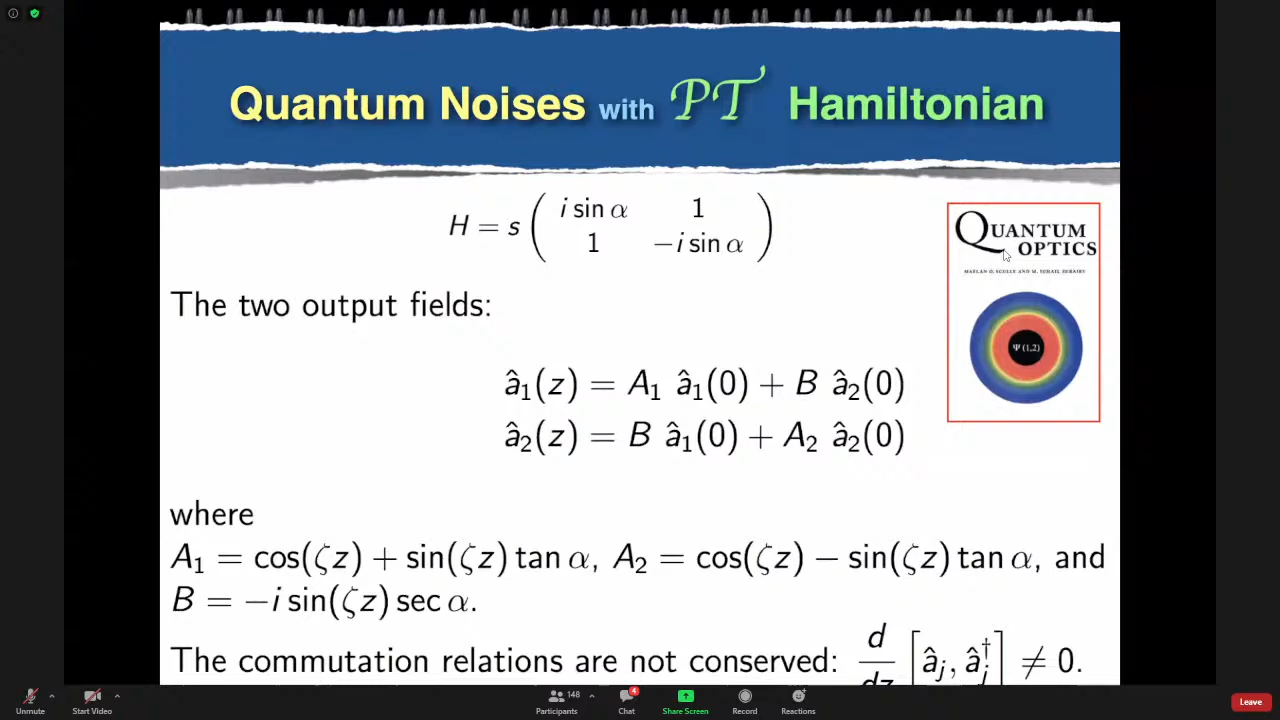 Quantum Noises with PT Hamiltonian
H = s ( i sin α 1
1 −i sin α )
QUANTUM
OPTICS
MARLAN O. SCULLY AND M. SUHAIL ZUBAIRY
Ψ(1,2)
The two output fields:
â₁(z) = A₁ â₁(0) + B â₂(0)
â₂(z) = B â₁(0) + A₂ â₂(0)
where
A₁ = cos(ζz) + sin(ζz) tan α, A₂ = cos(ζz) − sin(ζz) tan α, and
B = −i sin(ζz) sec α.
The commutation relations are not conserved: d/dz [âⱼ, âⱼ†] ≠ 0.
148
4
Unmute Start Video Participants Chat Share Screen Record Reactions Leave